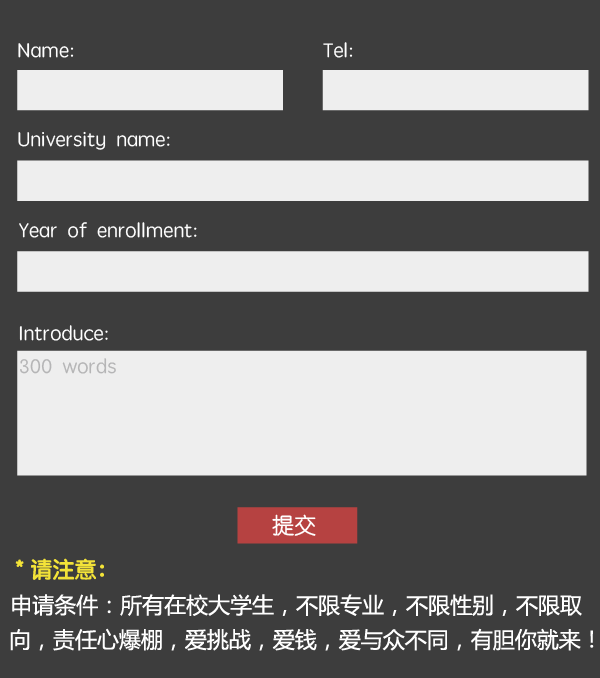 Name: Tel:
University name:
Year of enrollment:
Introduce:
300 words
提交
* 请注意：
申请条件：所有在校大学生，不限专业，不限性别，不限取
向，责任心爆棚，爱挑战，爱钱，爱与众不同，有胆你就来！